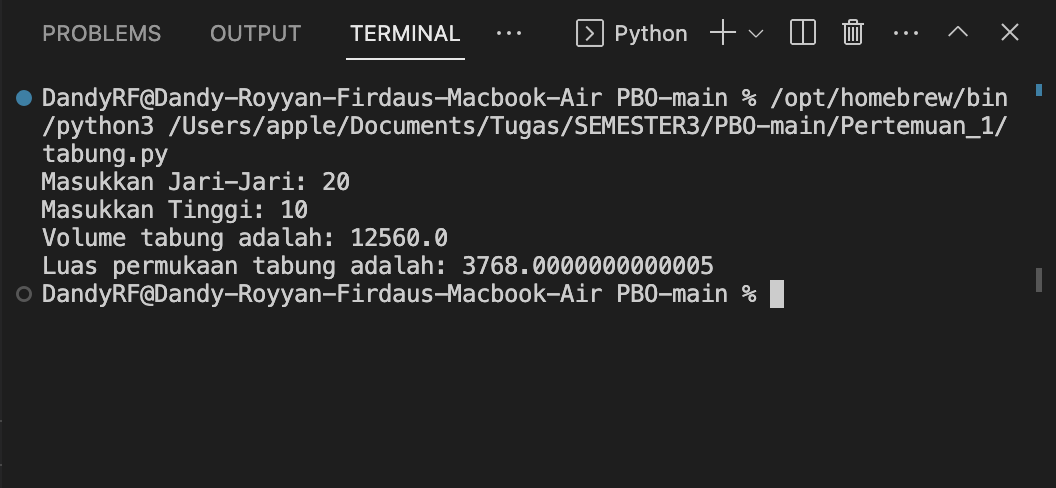 PROBLEMS OUTPUT TERMINAL ··· Python
DandyRF@Dandy-Royyan-Firdaus-Macbook-Air PBO-main % /opt/homebrew/bin
/python3 /Users/apple/Documents/Tugas/SEMESTER3/PBO-main/Pertemuan_1/
tabung.py
Masukkan Jari-Jari: 20
Masukkan Tinggi: 10
Volume tabung adalah: 12560.0
Luas permukaan tabung adalah: 3768.0000000000005
DandyRF@Dandy-Royyan-Firdaus-Macbook-Air PBO-main %